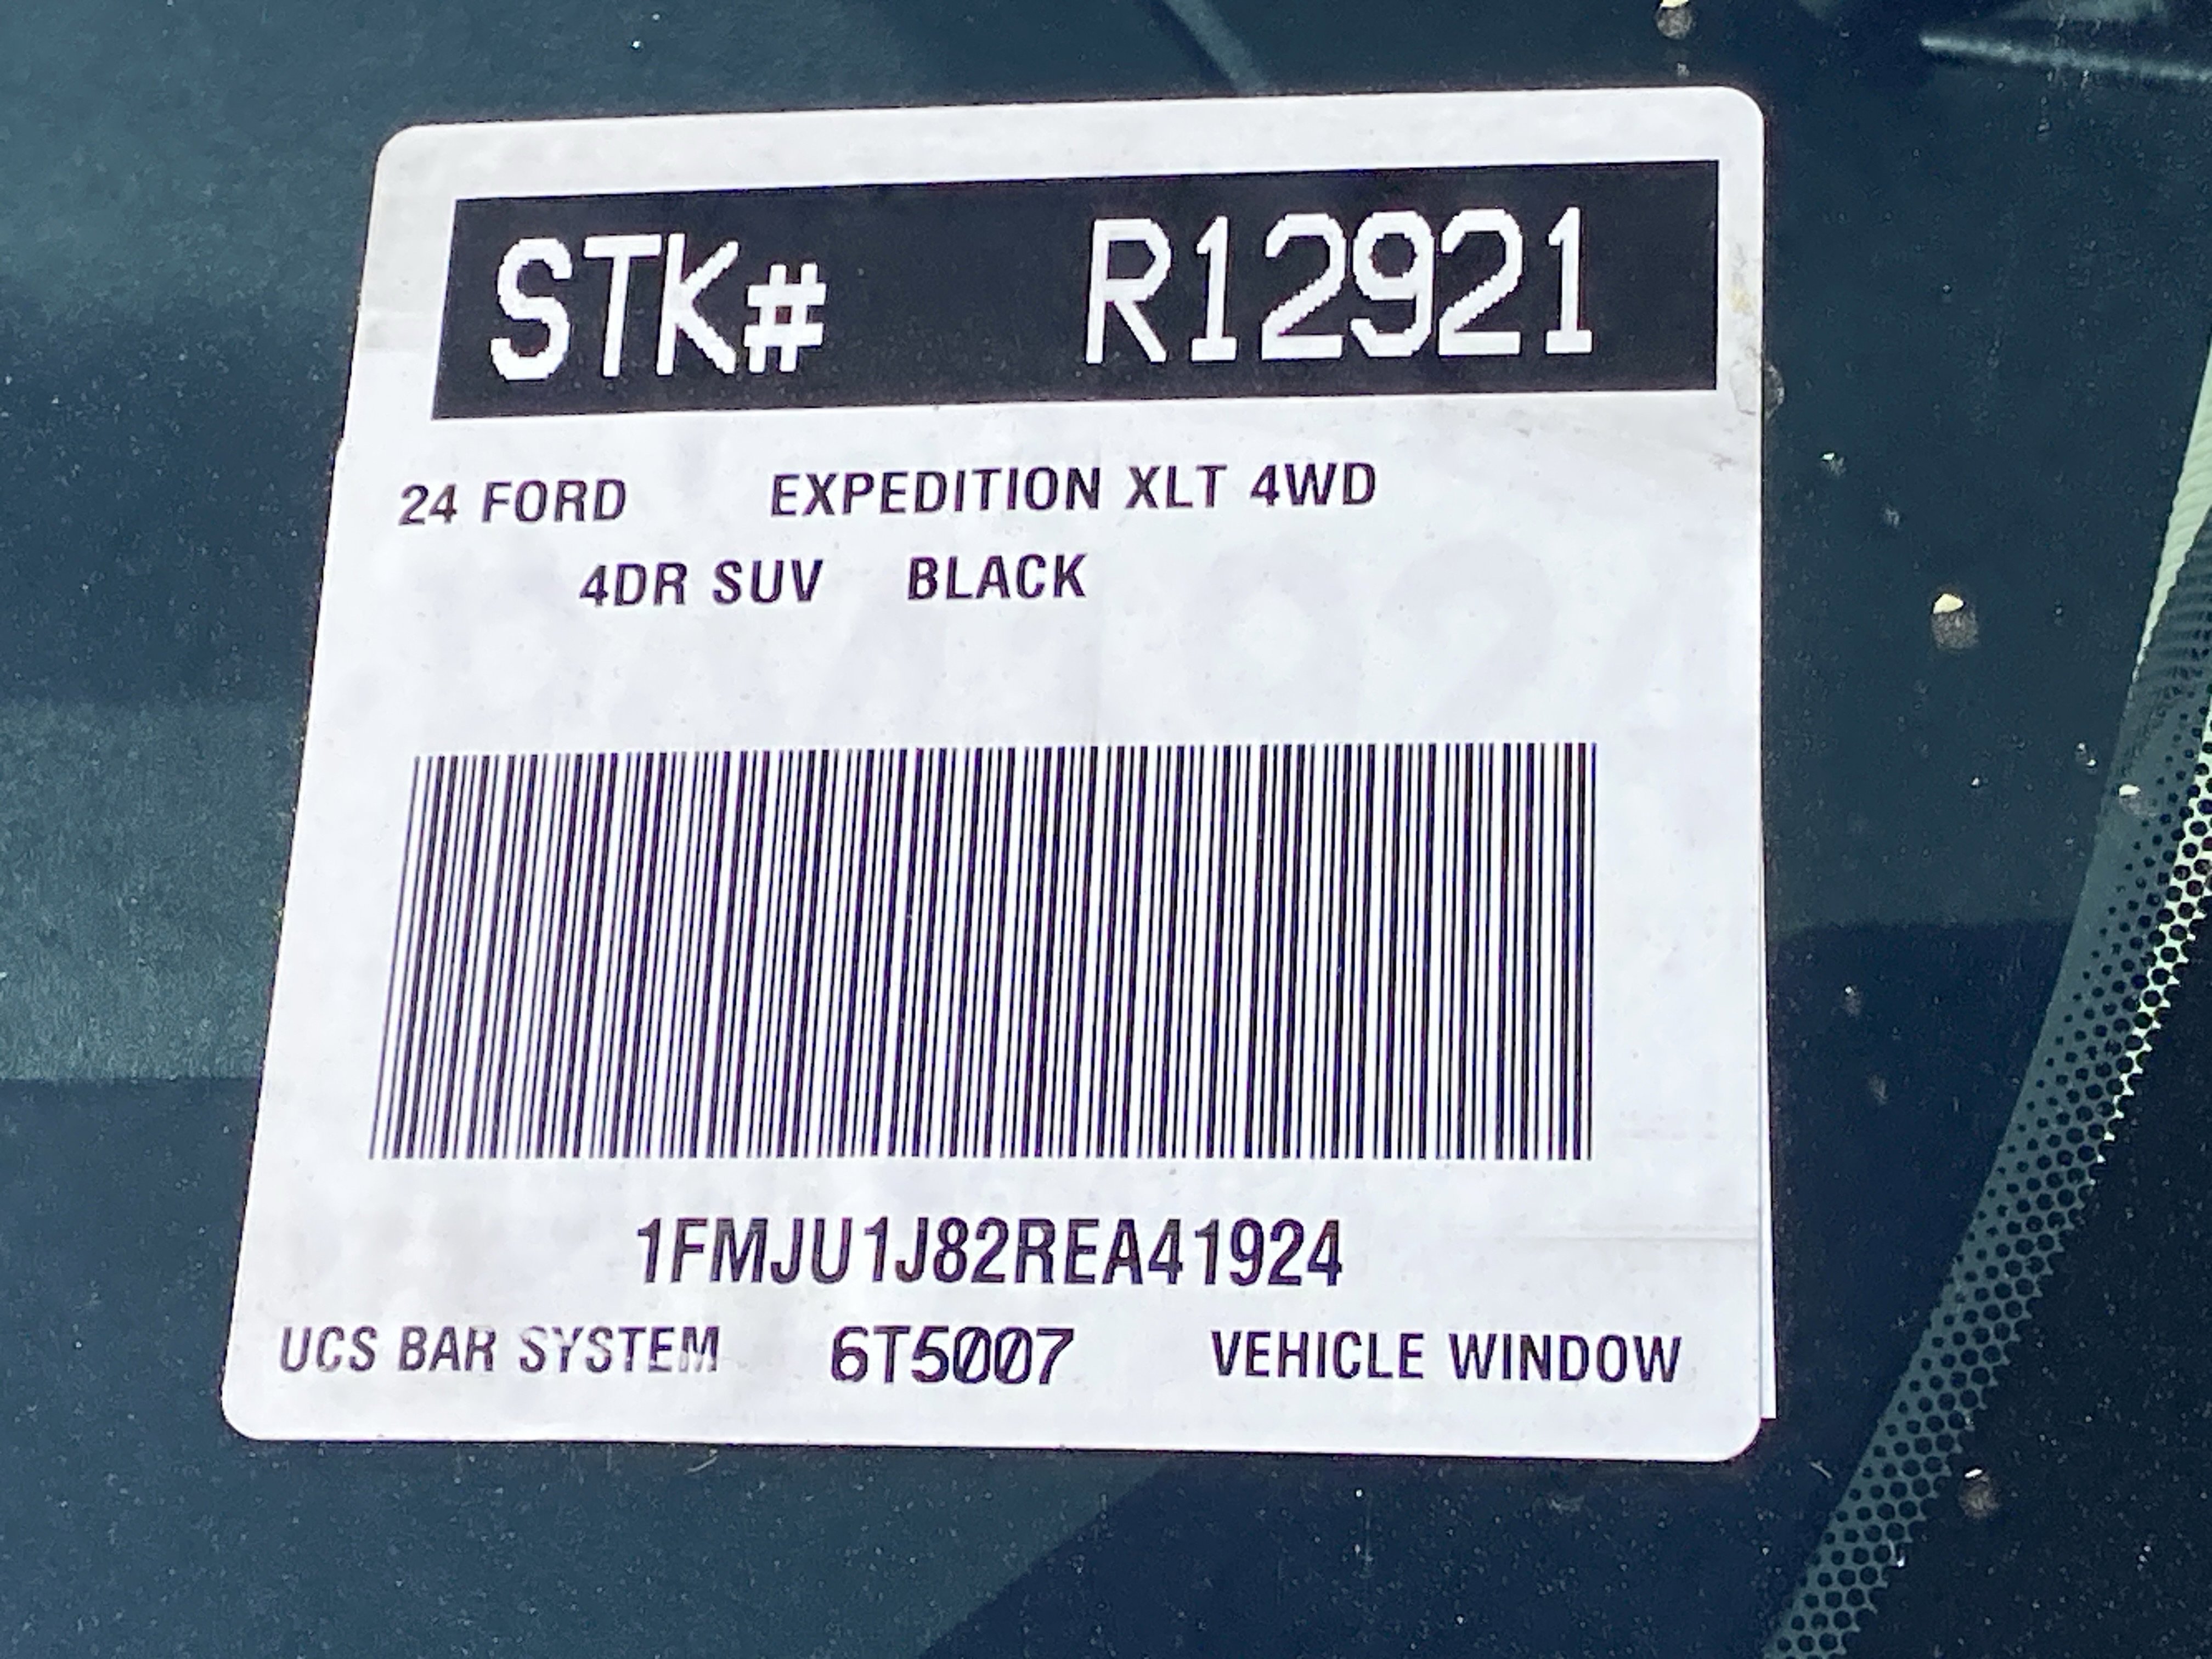 STK# R12921
24 FORD EXPEDITION XLT 4WD
4DR SUV BLACK
1FMJU1J82REA41924
UCS BAR SYSTEM 6T5007 VEHICLE WINDOW